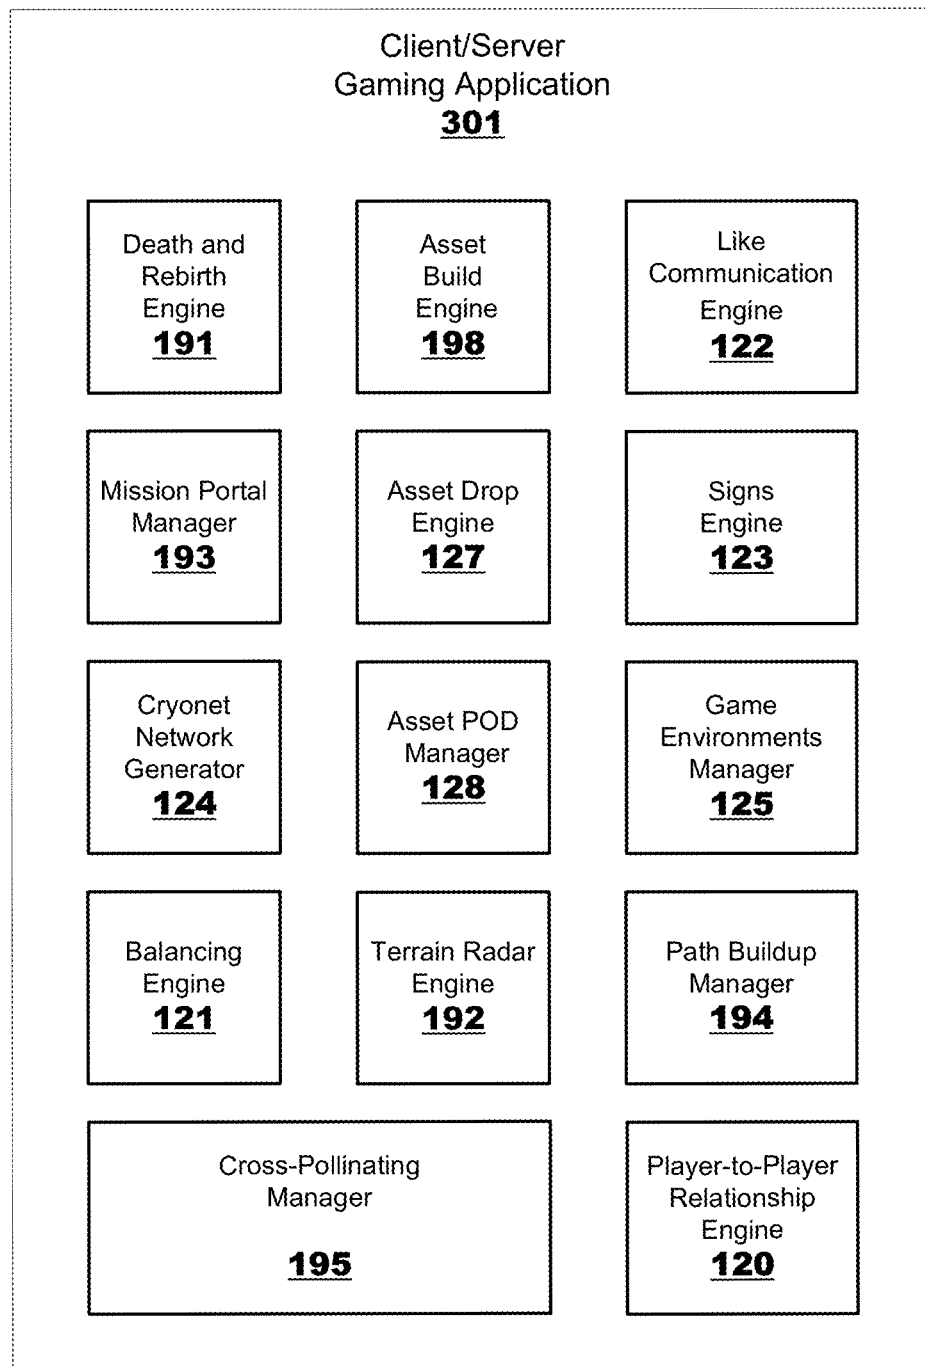 Client/Server
Gaming Application
301
Death and
Rebirth
Engine
191
Asset
Build
Engine
198
Like
Communication
Engine
122
Mission Portal
Manager
193
Asset Drop
Engine
127
Signs
Engine
123
Cryonet
Network
Generator
124
Asset POD
Manager
128
Game
Environments
Manager
125
Balancing
Engine
121
Terrain Radar
Engine
192
Path Buildup
Manager
194
Cross-Pollinating
Manager
195
Player-to-Player
Relationship
Engine
120